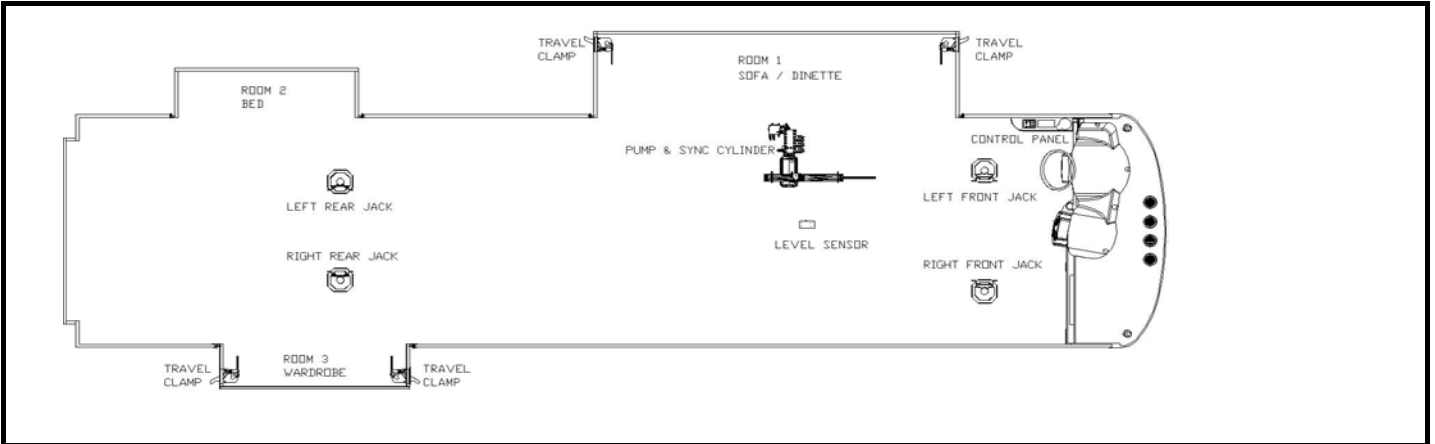 TRAVEL
CLAMP
TRAVEL
CLAMP
ROOM 1
SOFA / DINETTE
ROOM 2
BED
CONTROL PANEL
PUMP & SYNC CYLINDER
LEFT REAR JACK
LEFT FRONT JACK
LEVEL SENSOR
RIGHT REAR JACK
RIGHT FRONT JACK
ROOM 3
WARDROBE
TRAVEL
CLAMP
TRAVEL
CLAMP